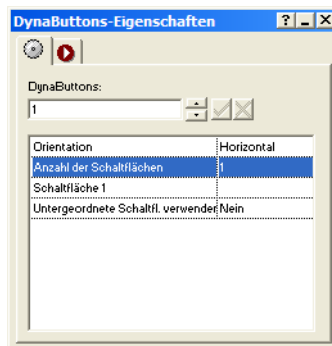 DynaButtons-Eigenschaften
DynaButtons:
1
Orientation Horizontal
Anzahl der Schaltflächen 1
Schaltfläche 1
Untergeordnete Schaltfl. verwender Nein